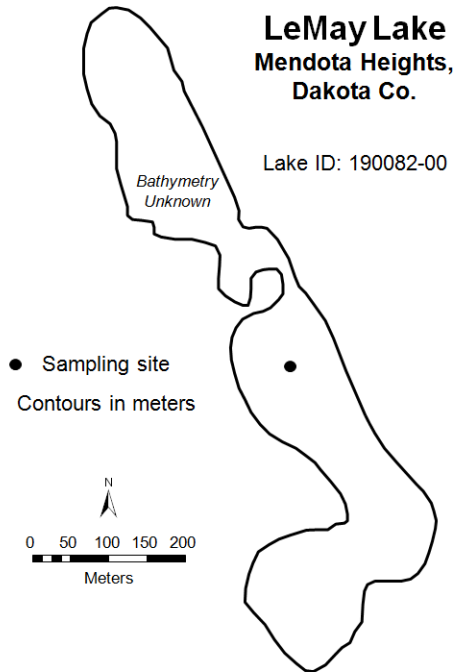 LeMay Lake
Mendota Heights,
Dakota Co.
Lake ID: 190082-00
Bathymetry
Unknown
Sampling site
Contours in meters
N
0 50 100 150 200
Meters